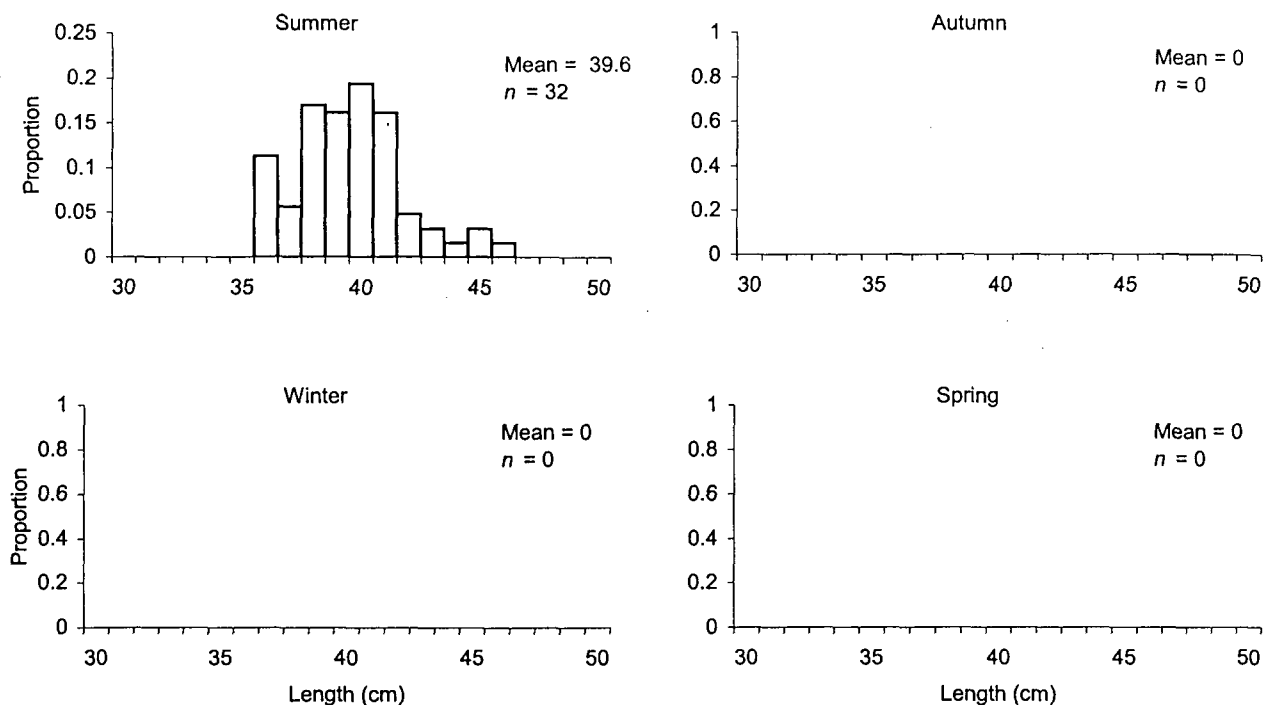 Summer
Mean = 39.6
n = 32
Proportion
0.25
0.2
0.15
0.1
0.05
0
30 35 40 45 50
Autumn
Mean = 0
n = 0
1
0.8
0.6
0.4
0.2
0
30 35 40 45 50
Winter
Mean = 0
n = 0
Proportion
1
0.8
0.6
0.4
0.2
0
30 35 40 45 50
Length (cm)
Spring
Mean = 0
n = 0
1
0.8
0.6
0.4
0.2
0
30 35 40 45 50
Length (cm)